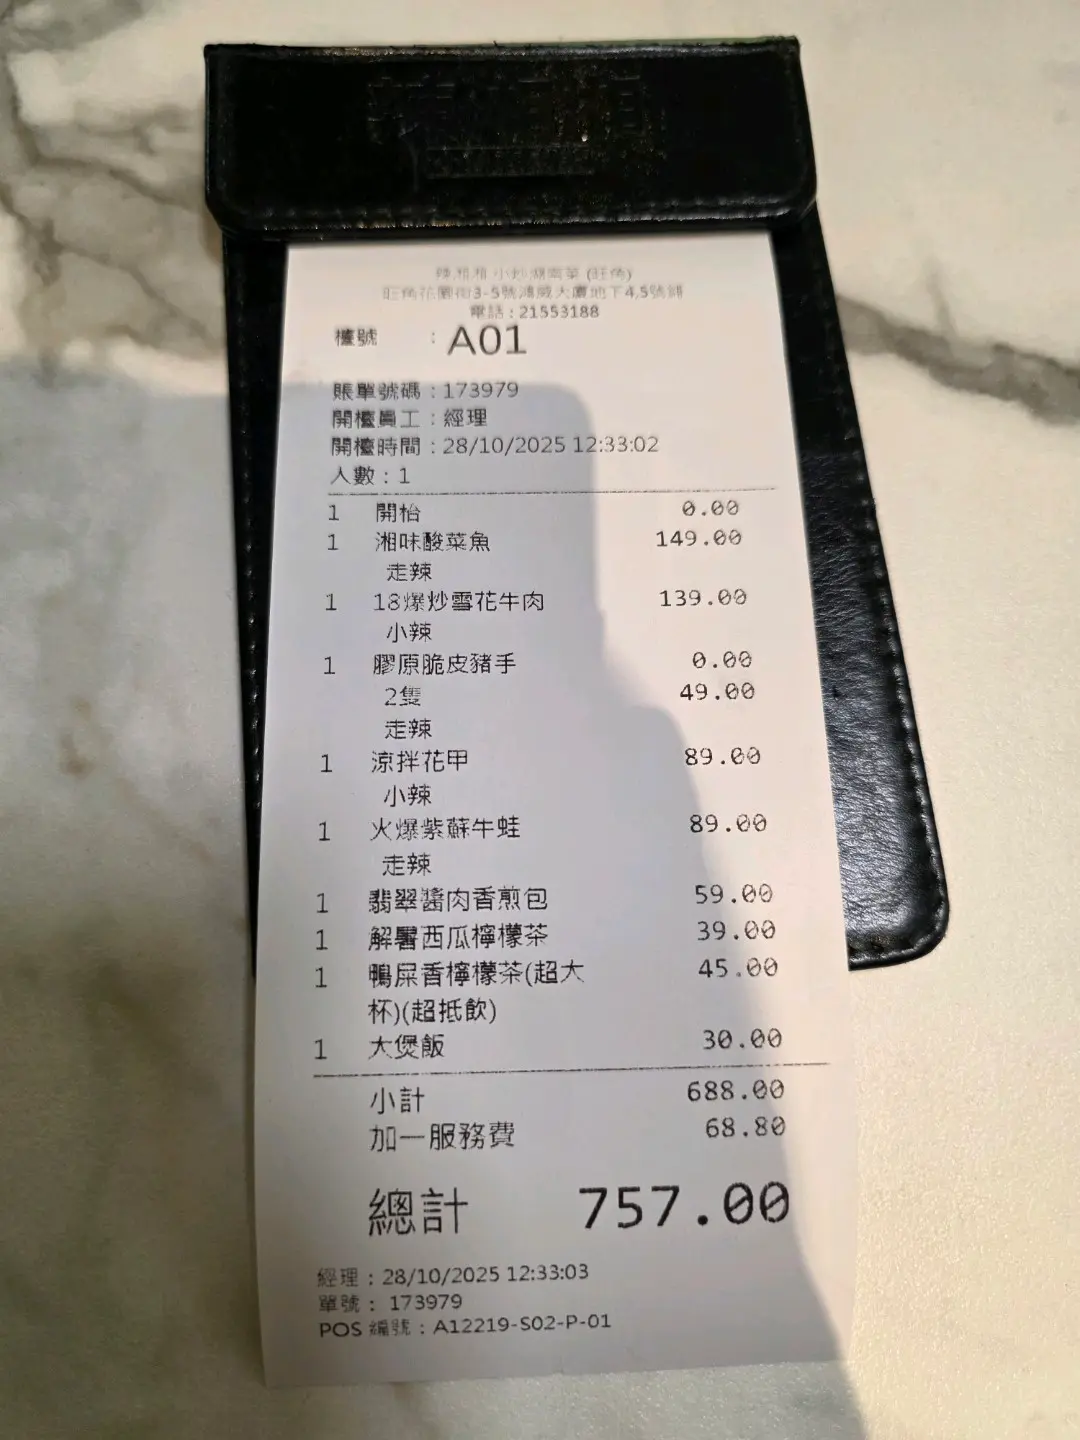 小炒湖南菜 (旺角)
旺角花園街3-5號鴻威大廈地下4,5號舖
電話 : 21553188
檯號 : A01
賬單號碼 : 173979
開檯員工 : 經理
開檯時間 : 28/10/2025 12:33:02
人數 : 1
1 開枱 0.00
1 湘味酸菜魚 149.00
走辣
1 18爆炒雪花牛肉 139.00
小辣
1 膠原脆皮豬手 0.00
2隻 49.00
走辣
1 涼拌花甲 89.00
小辣
1 火爆紫蘇牛蛙 89.00
走辣
1 翡翠醬肉香煎包 59.00
1 解暑西瓜檸檬茶 39.00
1 鴨屎香檸檬茶(超大 45.00
杯)(超抵飲)
1 大煲飯 30.00
小計 688.00
加一服務費 68.80
總計 757.00
經理 : 28/10/2025 12:33:03
單號 : 173979
POS 編號 : A12219-S02-P-01